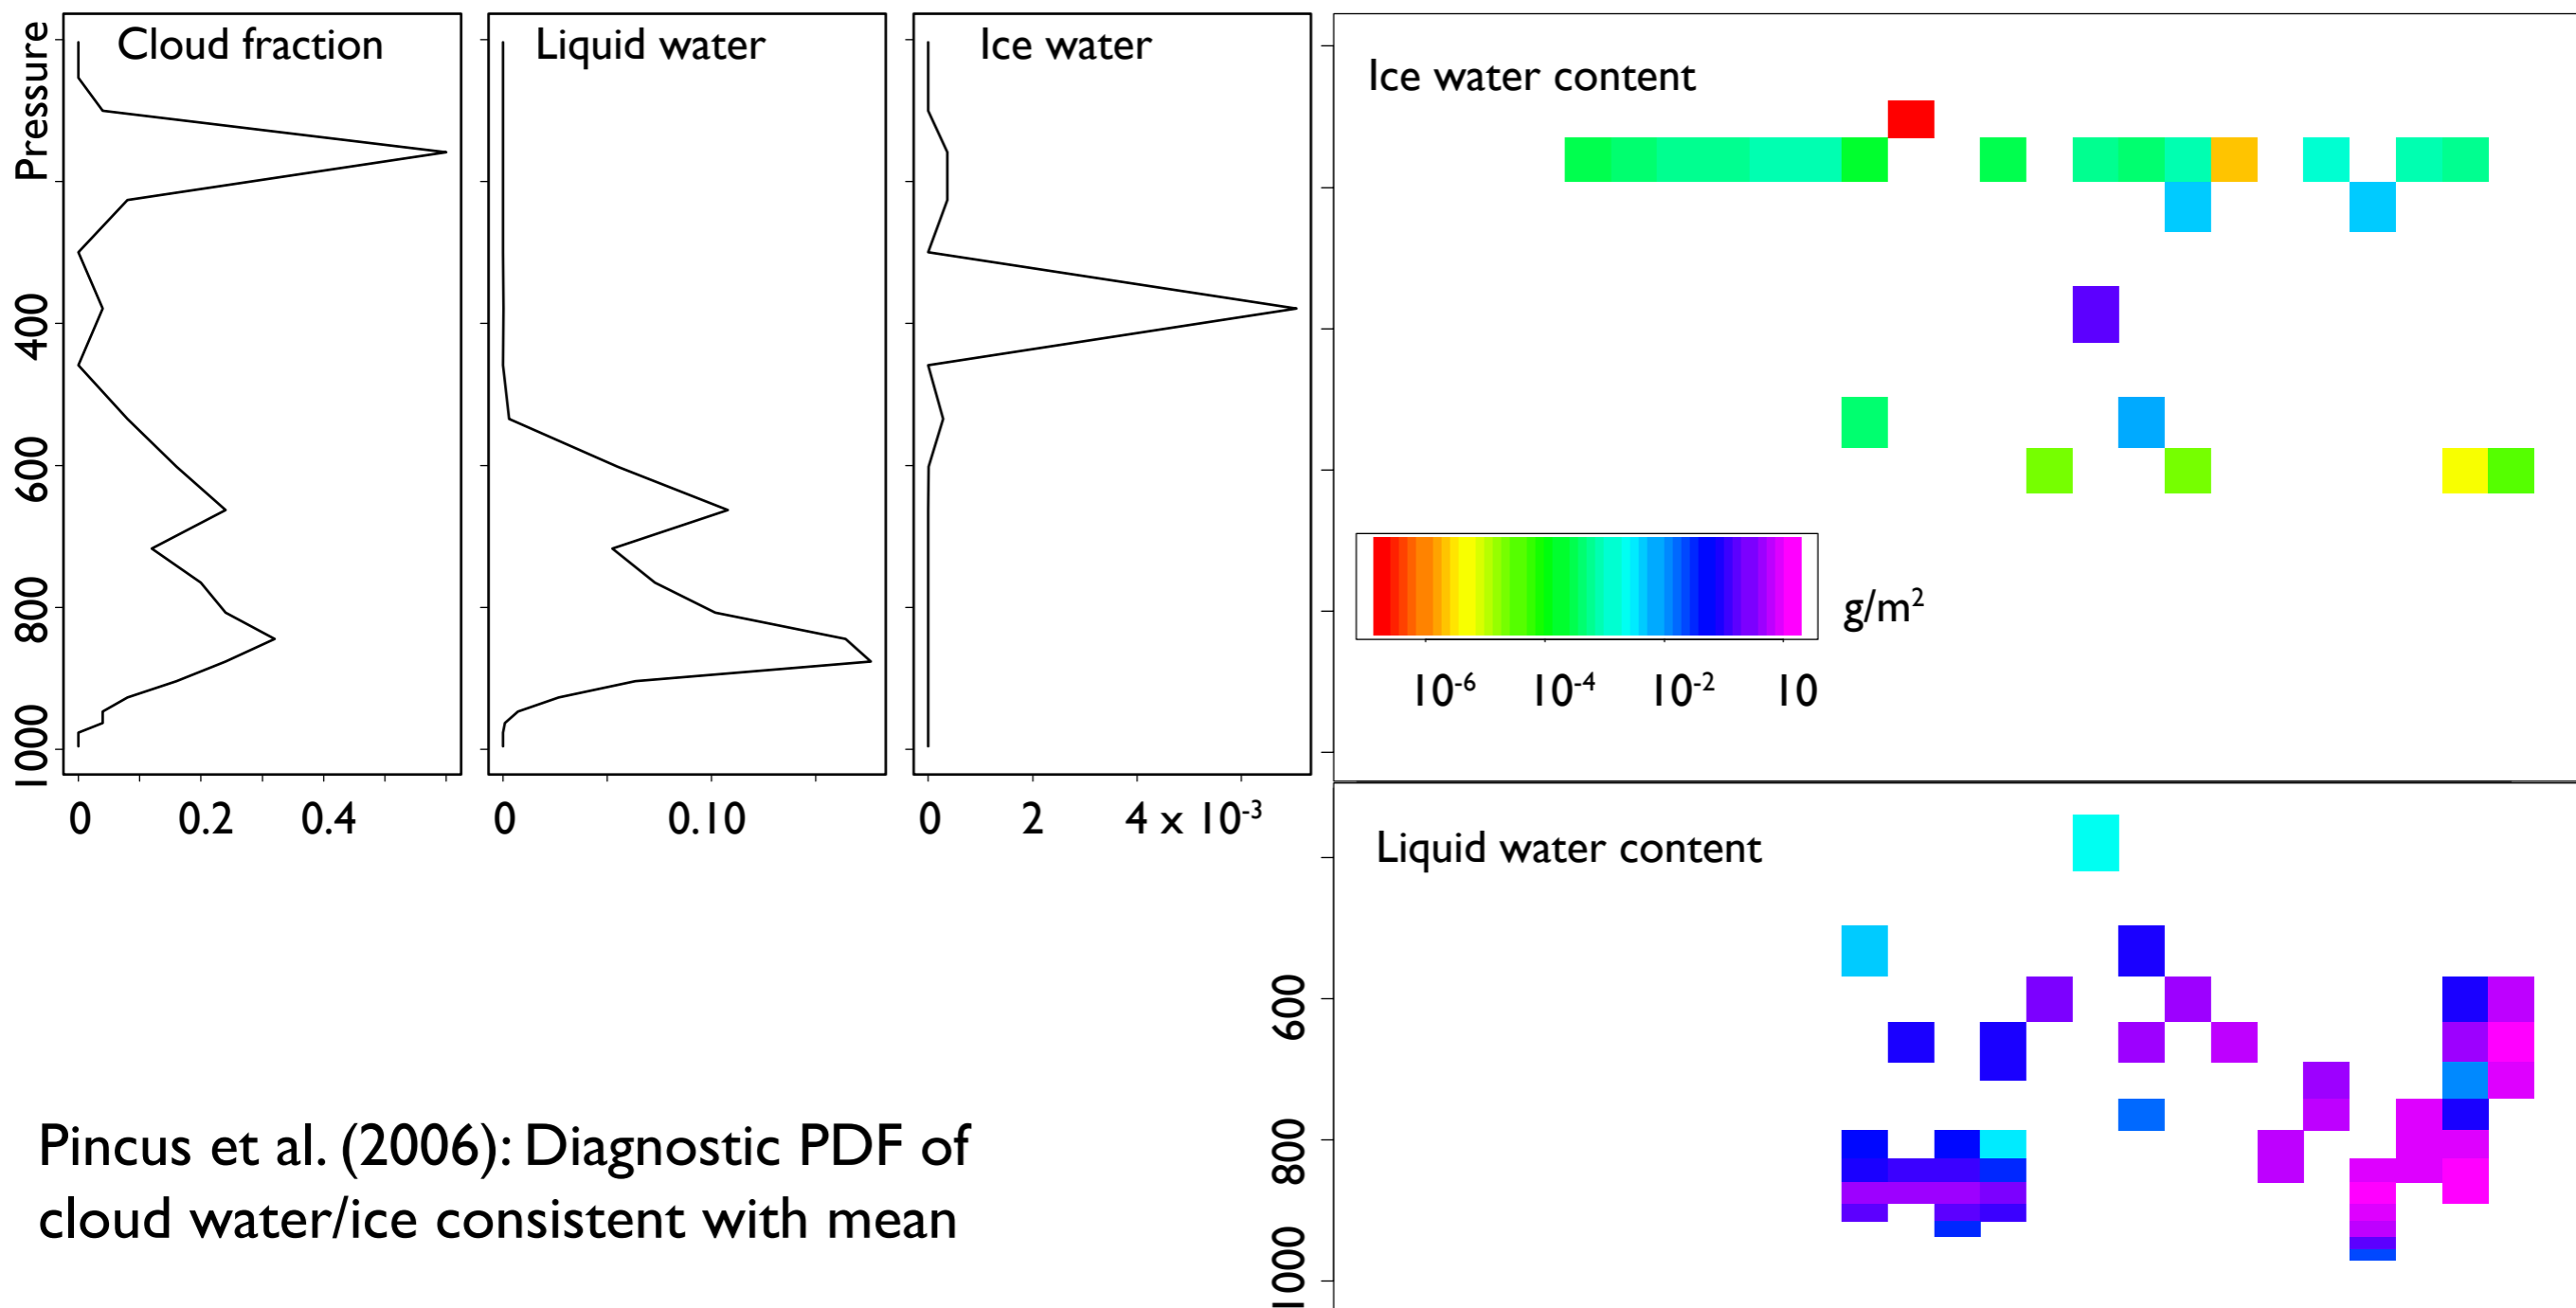 Cloud fraction
Liquid water
Ice water
Pressure
400
600
800
1000
0 0.2 0.4
0 0.10
0 2 4 x 10⁻³
Ice water content
g/m²
10⁻⁶ 10⁻⁴ 10⁻² 10
Liquid water content
600
800
1000
Pincus et al. (2006): Diagnostic PDF of
cloud water/ice consistent with mean